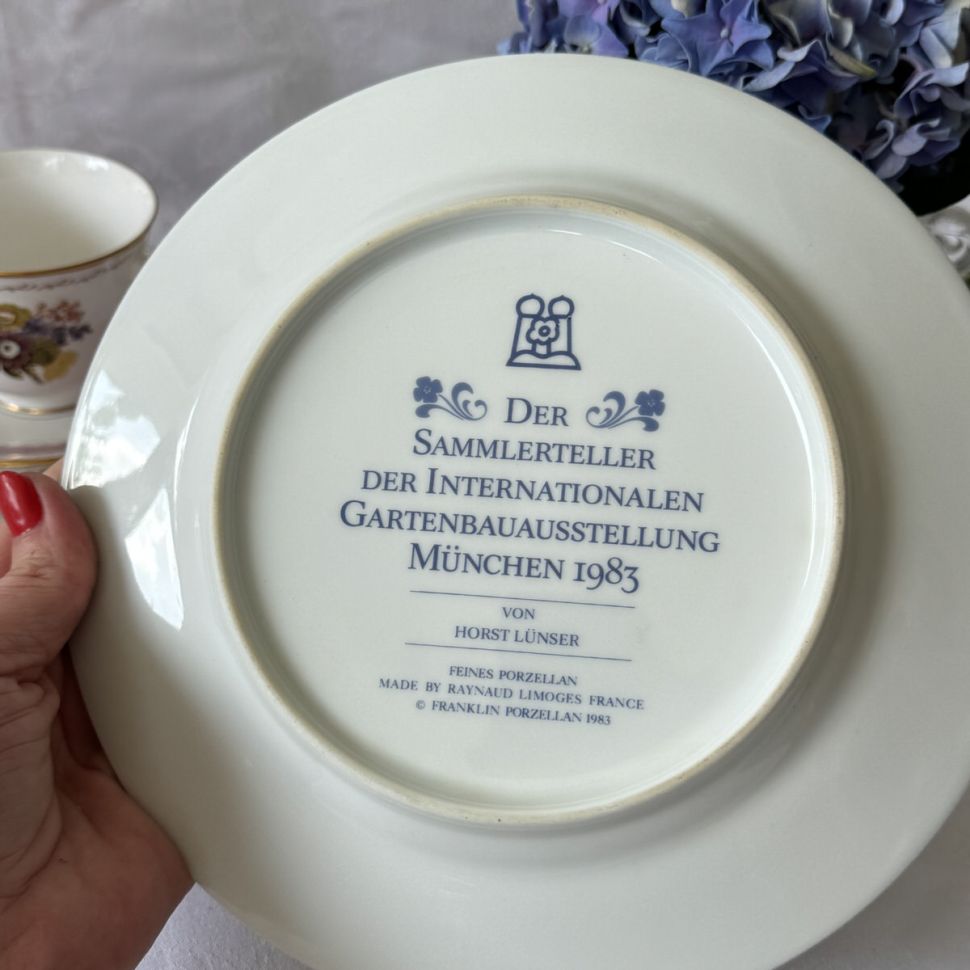 DER
SAMMLERTELLER
DER INTERNATIONALEN
GARTENBAUAUSSTELLUNG
MÜNCHEN 1983
VON
HORST LÜNSER
FEINES PORZELLAN
MADE BY RAYNAUD LIMOGES FRANCE
© FRANKLIN PORZELLAN 1983